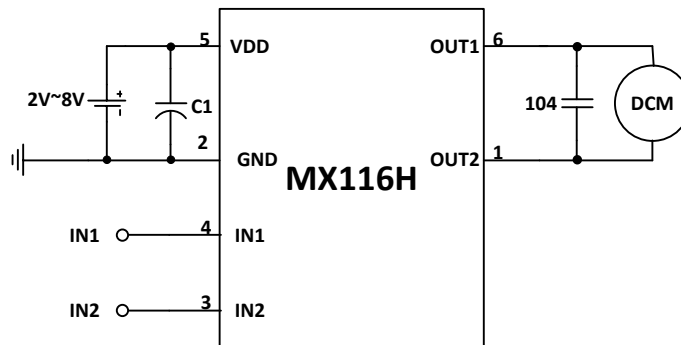 5 VDD OUT1 6
2V~8V + - C1 104 DCM
2 GND OUT2 1
MX116H
IN1 4 IN1
IN2 3 IN2